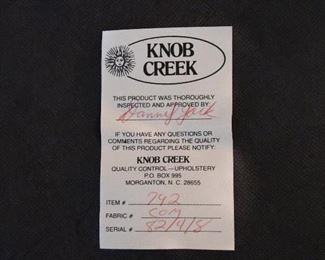 KNOB
CREEK
THIS PRODUCT WAS THOROUGHLY
INSPECTED AND APPROVED BY:
IF YOU HAVE ANY QUESTIONS OR
COMMENTS REGARDING THE QUALITY
OF THIS PRODUCT PLEASE NOTIFY.
KNOB CREEK
QUALITY CONTROL—UPHOLSTERY
P.O. BOX 995
MORGANTON, N. C. 28655
ITEM # 792
FABRIC # COM
SERIAL #